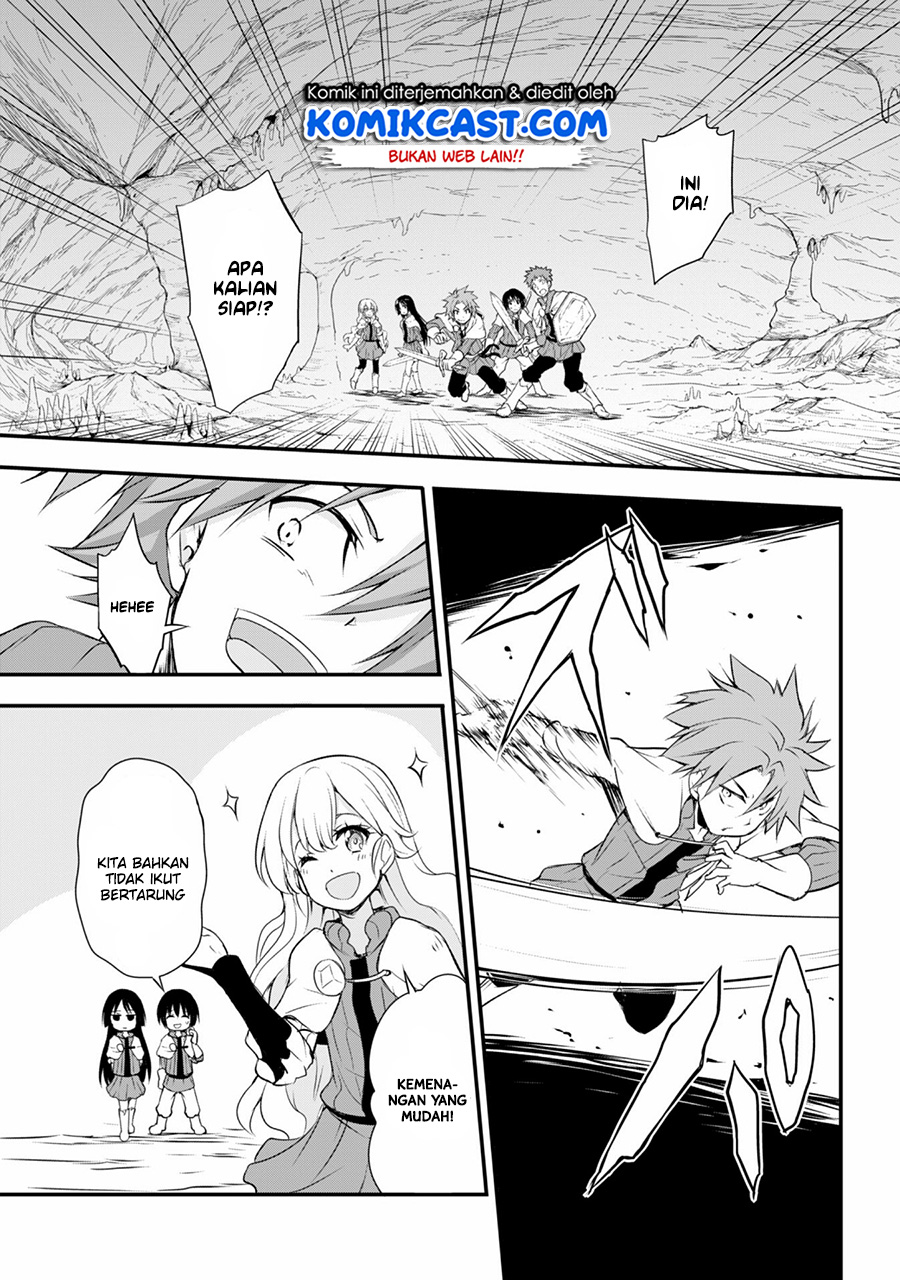 Komik ini diterjemahkan & diedit oleh
KOMIKCAST.COM
BUKAN WEB LAIN!!
INI
DIA!
APA
KALIAN
SIAP!?
HEHEE
KEMENA-
NGAN YANG
MUDAH!
KITA BAHKAN
TIDAK IKUT
BERTARUNG